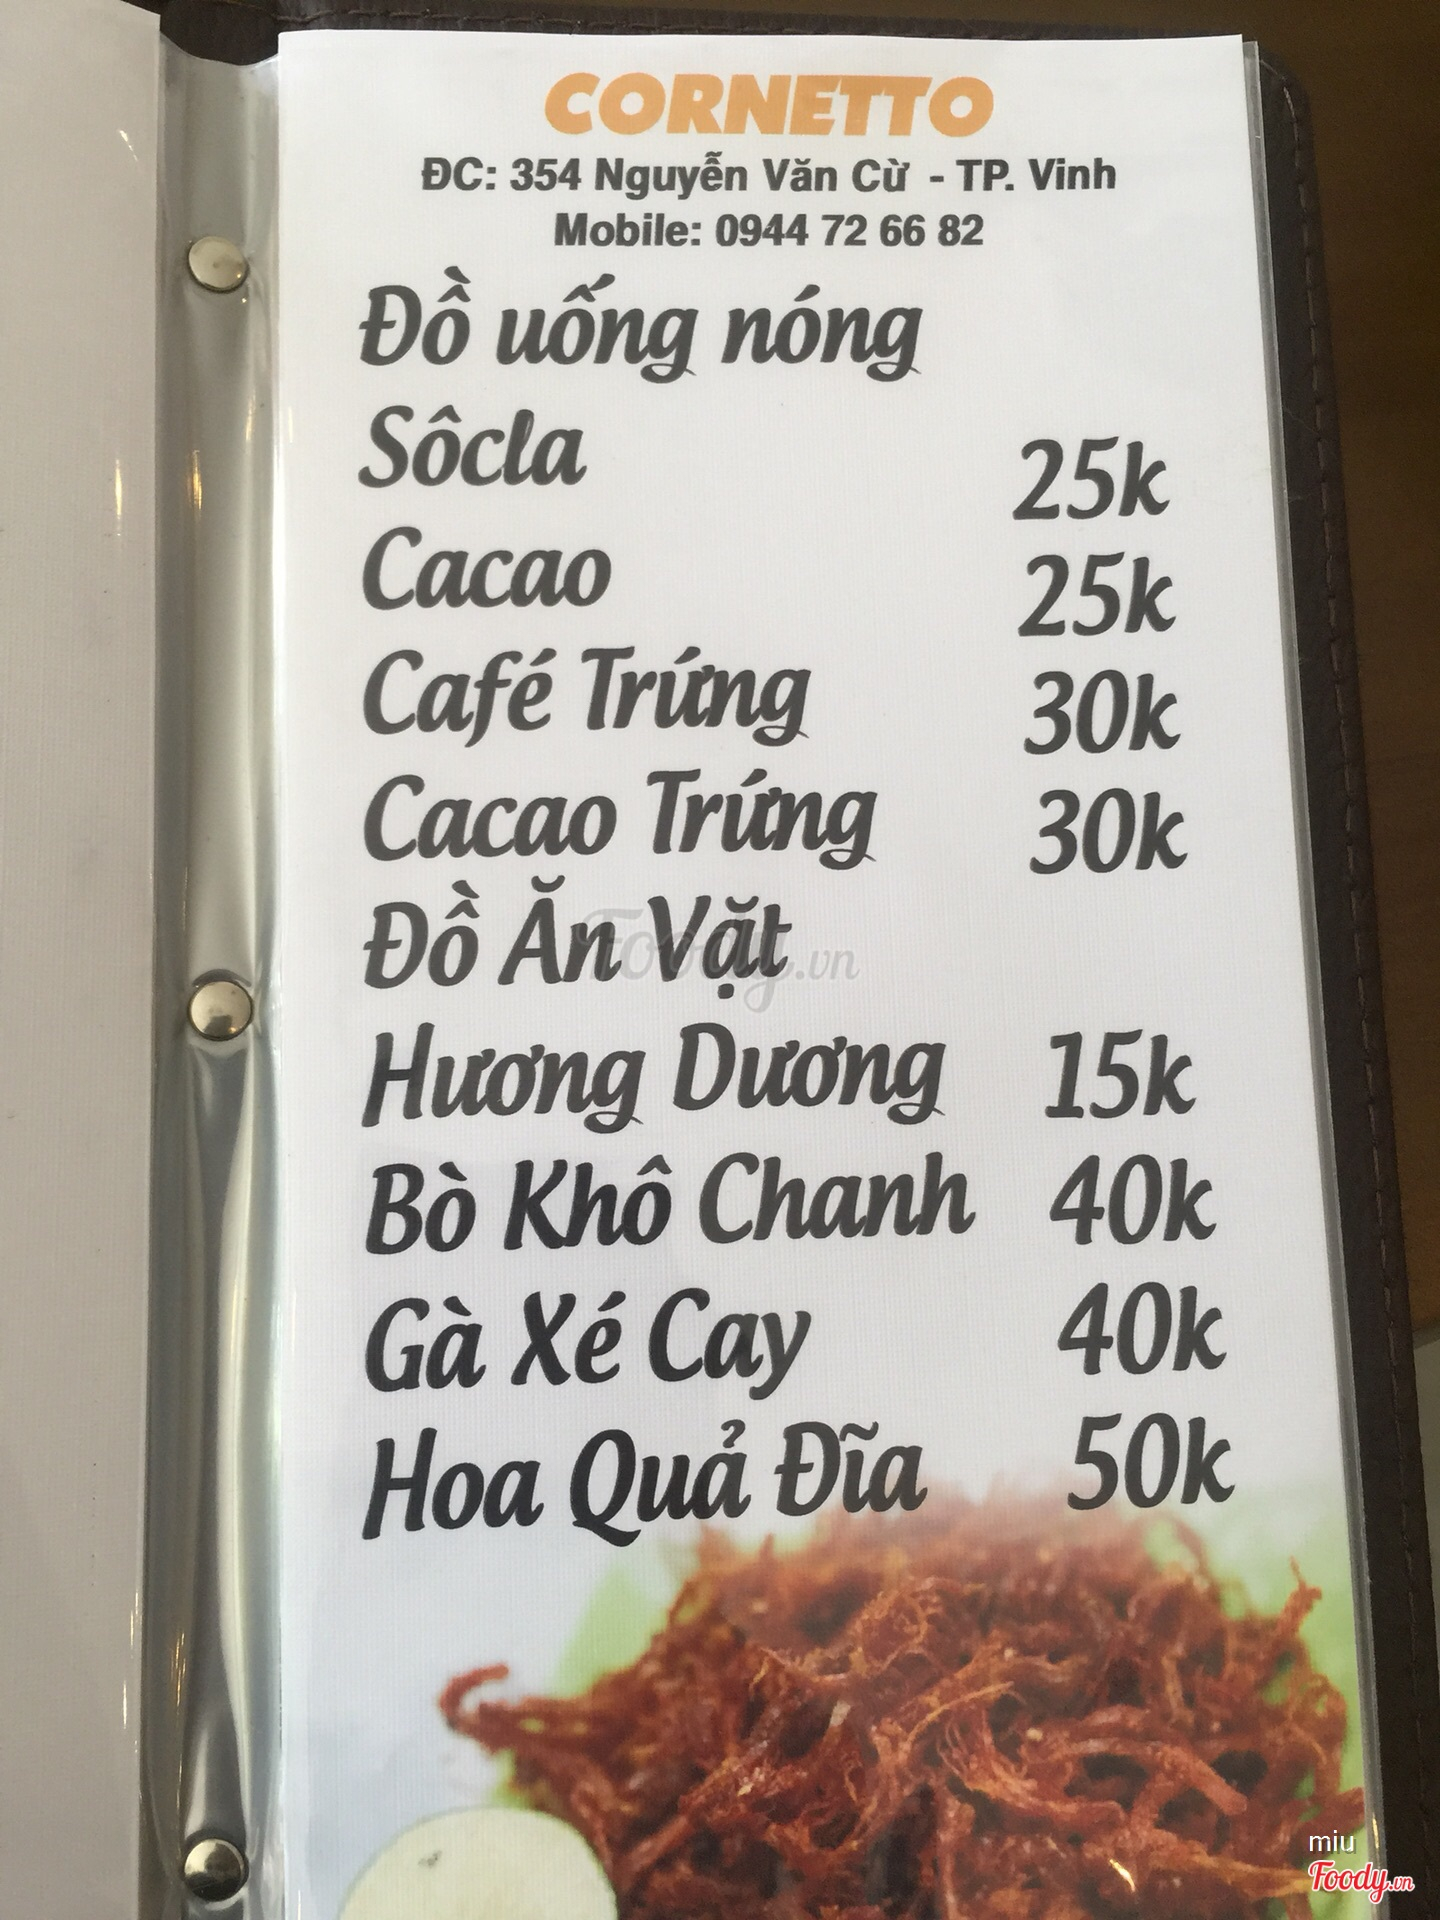 CORNETTO
ĐC: 354 Nguyễn Văn Cừ - TP. Vinh
Mobile: 0944 72 66 82
Đồ uống nóng
Sôcla 25k
Cacao 25k
Café Trứng 30k
Cacao Trứng 30k
Đồ Ăn Vặt
Foody.vn
Hương Dương 15k
Bò Khô Chanh 40k
Gà Xé Cay 40k
Hoa Quả Đĩa 50k
miu
Foody.vn